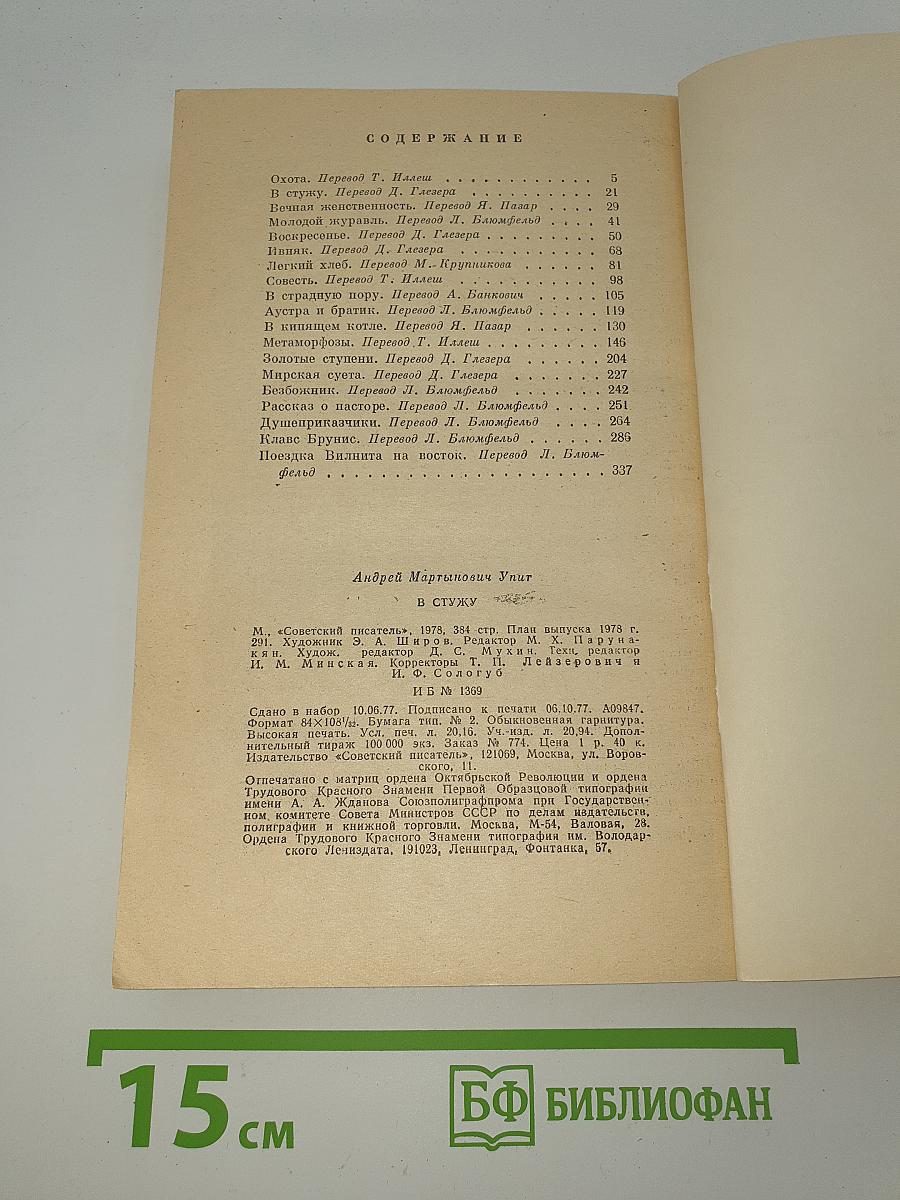 СОДЕРЖАНИЕ
Охота. Перевод Т. Иллеш . . . . . . . . . . . . 5
В стужу. Перевод Д. Глезера . . . . . . . . . . 21
Вечная женственность. Перевод Я. Пазар . . . . 29
Молодой журавль. Перевод Л. Блюмфельд . . . . 41
Воскресенье. Перевод Д. Глезера . . . . . . . . . 50
Ивняк. Перевод Д. Глезера . . . . . . . . . . . . 68
Легкий хлеб. Перевод М. Крупникова . . . . . . 81
Совесть. Перевод Т. Иллеш . . . . . . . . . . . 98
В страдную пору. Перевод А. Банкович . . . . . 105
Аустра и братик. Перевод Л. Блюмфельд . . . . . 119
В кипящем котле. Перевод Я. Пазар . . . . . . . 130
Метаморфозы. Перевод Т. Иллеш . . . . . . . . . 146
Золотые ступени. Перевод Д. Глезера . . . . . . 204
Мирская суета. Перевод Д. Глезера . . . . . . . 227
Безбожник. Перевод Л. Блюмфельд . . . . . . . 242
Рассказ о пасторе. Перевод Л. Блюмфельд . . . . 251
Душеприказчики. Перевод Л. Блюмфельд . . . . 264
Клавс Брунис. Перевод Л. Блюмфельд . . . . . . 286
Поездка Вилнита на восток. Перевод Л. Блюм-
фельд . . . . . . . . . . . . . . . . . . . . . 337
Андрей Мартынович Упит
В СТУЖУ
М., «Советский писатель», 1978, 384 стр. План выпуска 1978 г.
291. Художник Э. А. Широв. Редактор М. Х. Паруна-
кян. Худож. редактор Д. С. Мухин. Техн. редактор
И. М. Минская. Корректоры Т. П. Лейзерович и
И. Ф. Сологуб
ИБ № 1369
Сдано в набор 10.06.77. Подписано к печати 06.10.77. А09847.
Формат 84×108¹/₃₂. Бумага тип. № 2. Обыкновенная гарнитура.
Высокая печать. Усл. печ. л. 20,16. Уч.-изд. л. 20,94. Допол-
нительный тираж 100 000 экз. Заказ № 774. Цена 1 р. 40 к.
Издательство «Советский писатель», 121069, Москва, ул. Воров-
ского, 11.
Отпечатано с матриц ордена Октябрьской Революции и ордена
Трудового Красного Знамени Первой Образцовой типографии
имени А. А. Жданова Союзполиграфпрома при Государствен-
ном комитете Совета Министров СССР по делам издательств,
полиграфии и книжной торговли. Москва, М-54, Валовая, 28.
Ордена Трудового Красного Знамени типография им. Володар-
ского Лениздата, 191023, Ленинград, Фонтанка, 57.
15 см
БФ БИБЛИОФАН